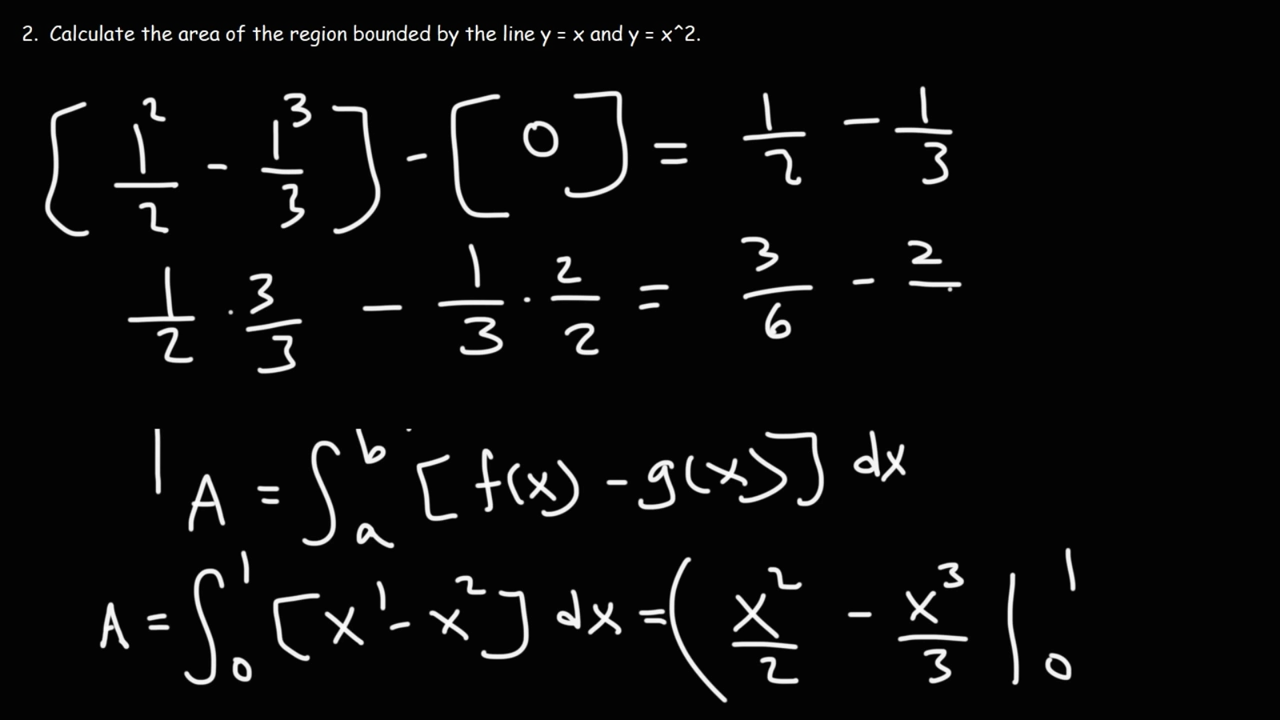 2. Calculate the area of the region bounded by the line y = x and y = x^2.
[1^2/2 - 1^3/3] - [0] = 1/2 - 1/3
1/2 · 3/3 - 1/3 · 2/2 = 3/6 - 2/
1 A = ∫_a^b [f(x) - g(x)] dx
A = ∫_0^1 [x^1 - x^2] dx = (x^2/2 - x^3/3 |_0^1